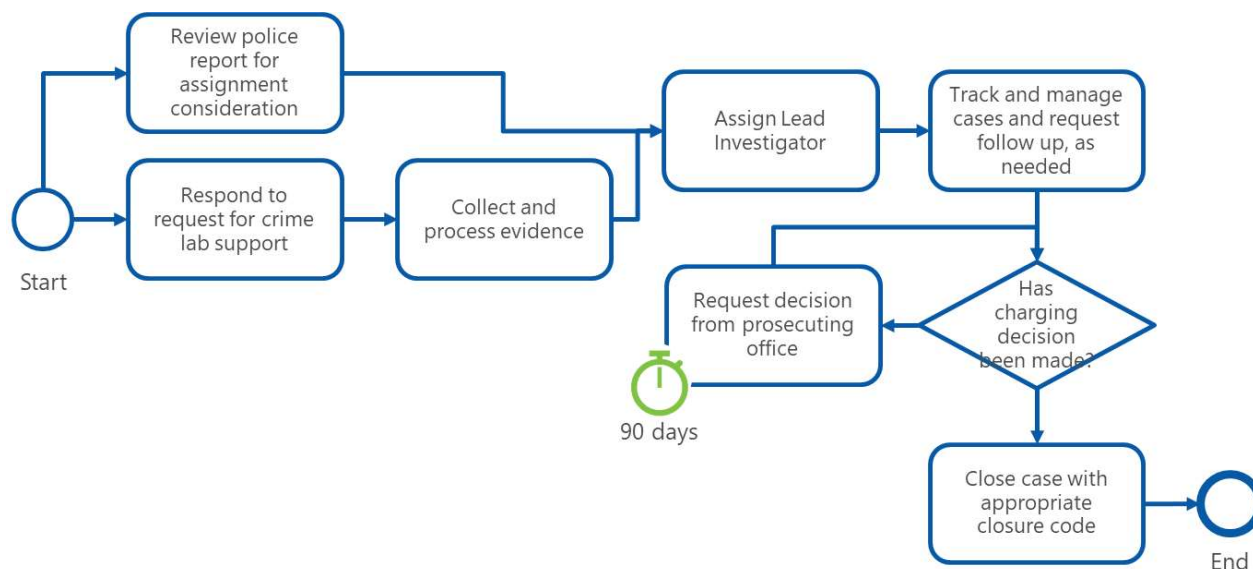 Review police
report for
assignment
consideration
Respond to
request for crime
lab support
Collect and
process evidence
Start
Assign Lead
Investigator
Track and manage
cases and request
follow up, as
needed
Has
charging
decision
been made?
Request decision
from prosecuting
office
90 days
Close case with
appropriate
closure code
End